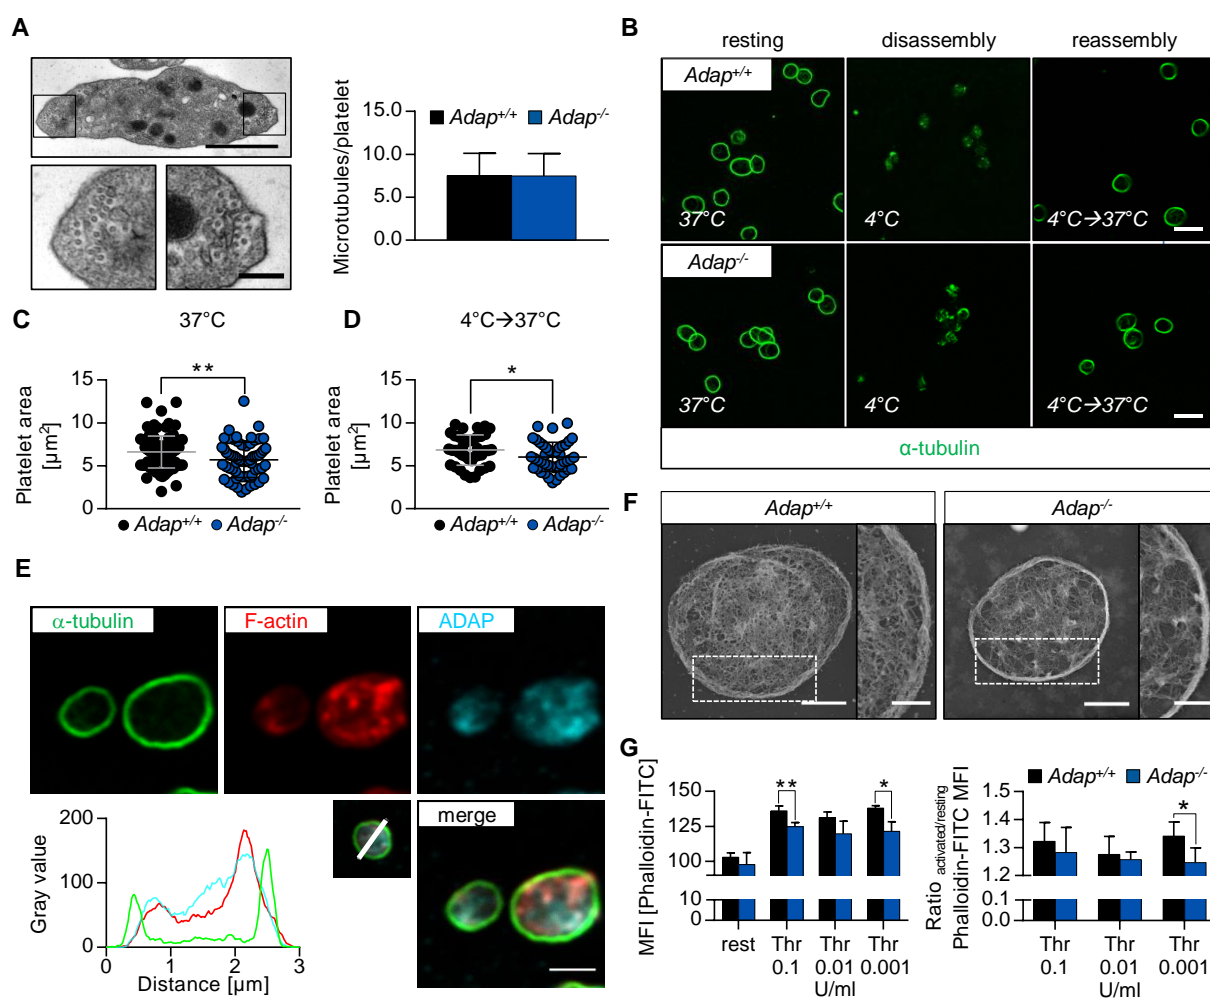 A
Microtubules/platelet
15.0
10.0
5.0
0.0
Adap+/+ Adap-/-
B
resting disassembly reassembly
Adap+/+
37°C 4°C 4°C→37°C
Adap-/-
37°C 4°C 4°C→37°C
α-tubulin
C
37°C
Platelet area
[µm²]
**
15
10
5
0
Adap+/+ Adap-/-
D
4°C→37°C
Platelet area
[µm²]
*
15
10
5
0
Adap+/+ Adap-/-
E
α-tubulin F-actin ADAP
merge
Gray value
200
100
0
0 1 2 3
Distance [µm]
F
Adap+/+ Adap-/-
G
MFI [Phalloidin-FITC]
150
125
100
10
0
** *
rest Thr Thr Thr
0.1 0.01 0.001
U/ml
Ratio activated/resting
Phalloidin-FITC MFI
Adap+/+ Adap-/-
1.5
1.4
1.3
1.2
0.1
0.0
*
Thr Thr Thr
0.1 0.01 0.001
U/ml